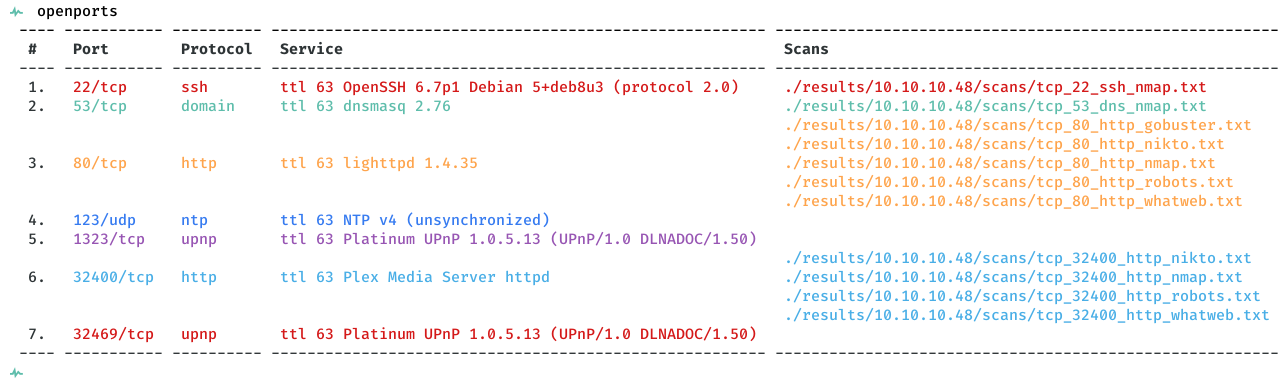 openports
---- ----------- ---------- ------------------------------------------------------- --------------------------------------------------------
# Port Protocol Service Scans
---- ----------- ---------- ------------------------------------------------------- --------------------------------------------------------
1. 22/tcp ssh ttl 63 OpenSSH 6.7p1 Debian 5+deb8u3 (protocol 2.0) ./results/10.10.10.48/scans/tcp_22_ssh_nmap.txt
2. 53/tcp domain ttl 63 dnsmasq 2.76 ./results/10.10.10.48/scans/tcp_53_dns_nmap.txt
./results/10.10.10.48/scans/tcp_80_http_gobuster.txt
./results/10.10.10.48/scans/tcp_80_http_nikto.txt
3. 80/tcp http ttl 63 lighttpd 1.4.35 ./results/10.10.10.48/scans/tcp_80_http_nmap.txt
./results/10.10.10.48/scans/tcp_80_http_robots.txt
./results/10.10.10.48/scans/tcp_80_http_whatweb.txt
4. 123/udp ntp ttl 63 NTP v4 (unsynchronized)
5. 1323/tcp upnp ttl 63 Platinum UPnP 1.0.5.13 (UPnP/1.0 DLNADOC/1.50)
./results/10.10.10.48/scans/tcp_32400_http_nikto.txt
6. 32400/tcp http ttl 63 Plex Media Server httpd ./results/10.10.10.48/scans/tcp_32400_http_nmap.txt
./results/10.10.10.48/scans/tcp_32400_http_robots.txt
./results/10.10.10.48/scans/tcp_32400_http_whatweb.txt
7. 32469/tcp upnp ttl 63 Platinum UPnP 1.0.5.13 (UPnP/1.0 DLNADOC/1.50)
---- ----------- ---------- ------------------------------------------------------- --------------------------------------------------------